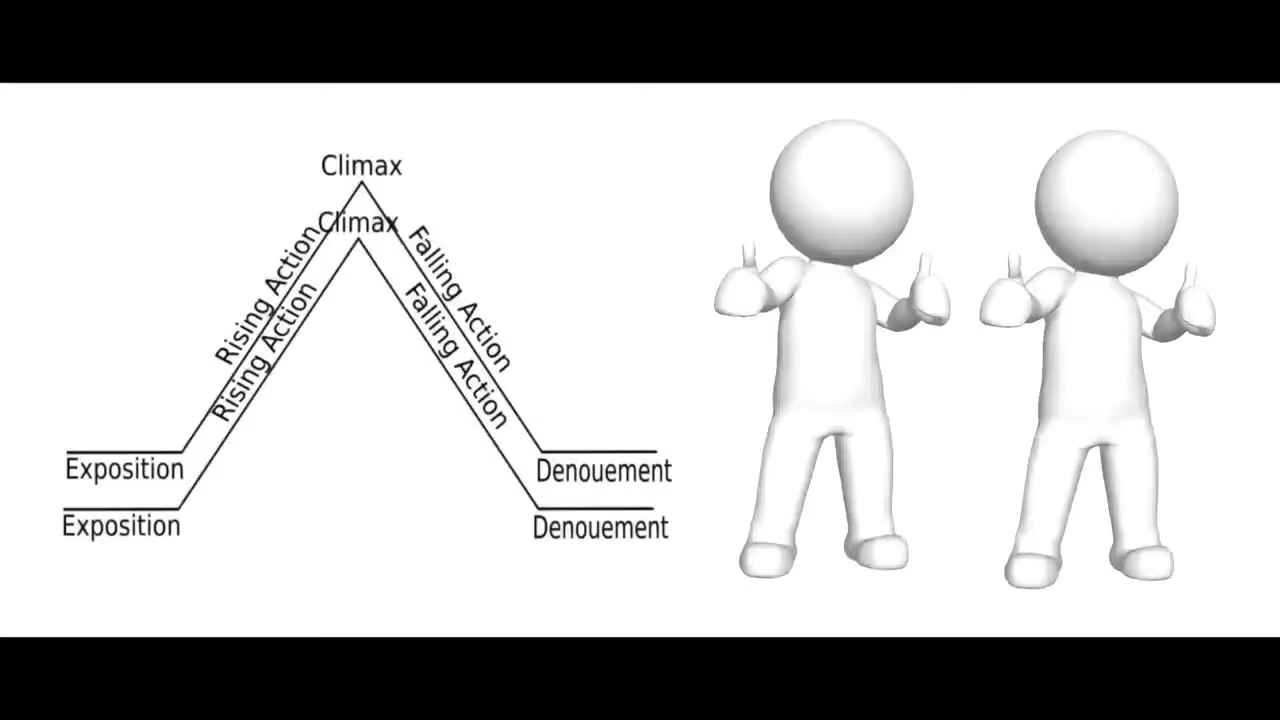 Climax
Climax
Rising Action
Falling Action
Rising Action
Falling Action
Exposition
Denouement
Exposition
Denouement